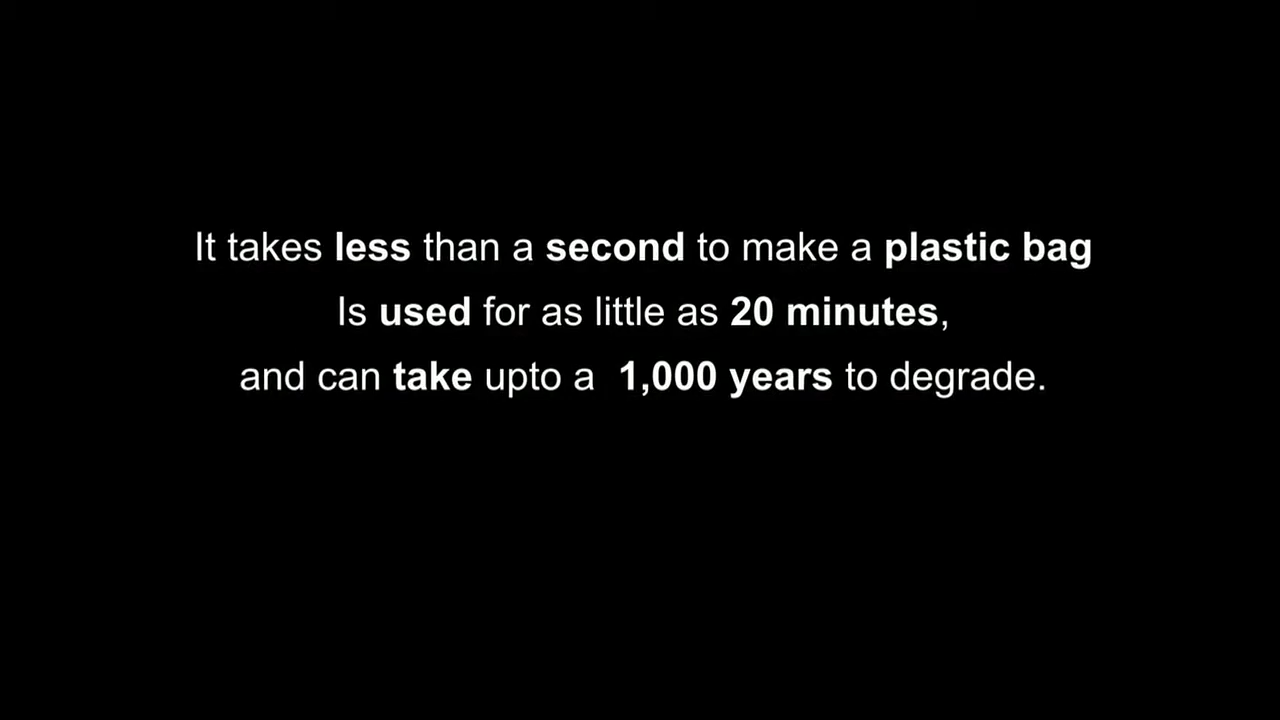 It takes less than a second to make a plastic bag
Is used for as little as 20 minutes,
and can take upto a 1,000 years to degrade.